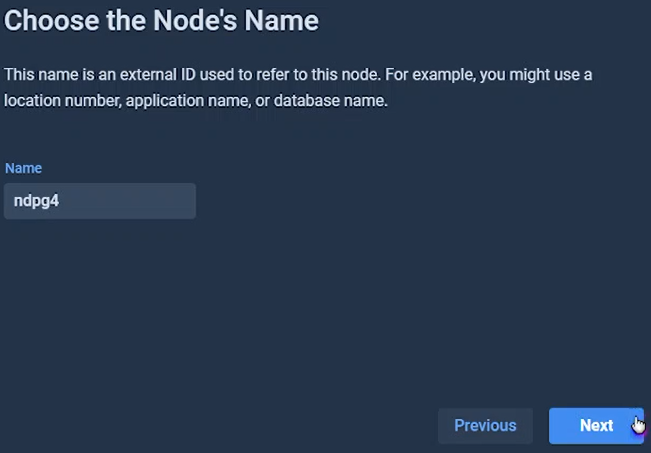 Choose the Node's Name
This name is an external ID used to refer to this node. For example, you might use a
location number, application name, or database name.
Name
ndpg4
Previous
Next